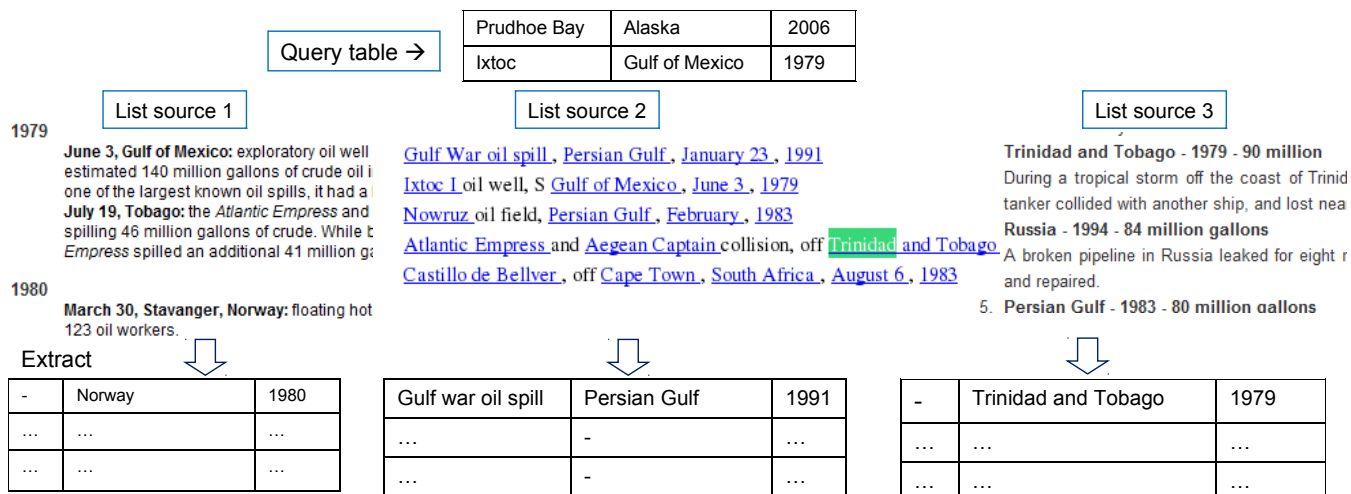 Query table →
Prudhoe Bay Alaska 2006
Ixtoc Gulf of Mexico 1979
List source 1
1979
June 3, Gulf of Mexico: exploratory oil well
estimated 140 million gallons of crude oil
one of the largest known oil spills, it had a
July 19, Tobago: the Atlantic Empress and
spilling 46 million gallons of crude. While
Empress spilled an additional 41 million
1980
March 30, Stavanger, Norway: floating
123 oil workers.
List source 2
Gulf War oil spill , Persian Gulf , January 23 , 1991
Ixtoc I oil well, S Gulf of Mexico , June 3 , 1979
Nowruz oil field, Persian Gulf , February , 1983
Atlantic Empress and Aegean Captain collision, off Trinidad and Tobago
Castillo de Bellver , off Cape Town , South Africa , August 6 , 1983
List source 3
Trinidad and Tobago - 1979 - 90 million
During a tropical storm off the coast of
tanker collided with another ship, and lost
Russia - 1994 - 84 million gallons
A broken pipeline in Russia leaked for eight
and repaired.
5. Persian Gulf - 1983 - 80 million gallons
Extract
- Norway 1980
... ... ...
... ... ...
Gulf war oil spill Persian Gulf 1991
... - ...
... - ...
- Trinidad and Tobago 1979
... ... ...
... ... ...